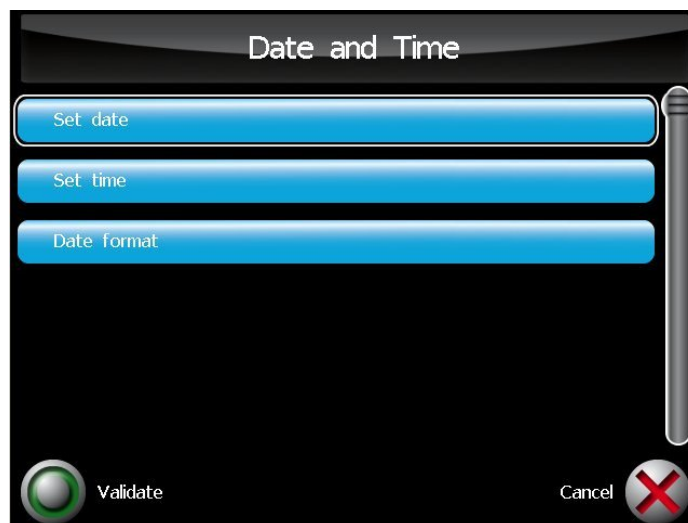 Date and Time
Set date
Set time
Date format
Validate
Cancel